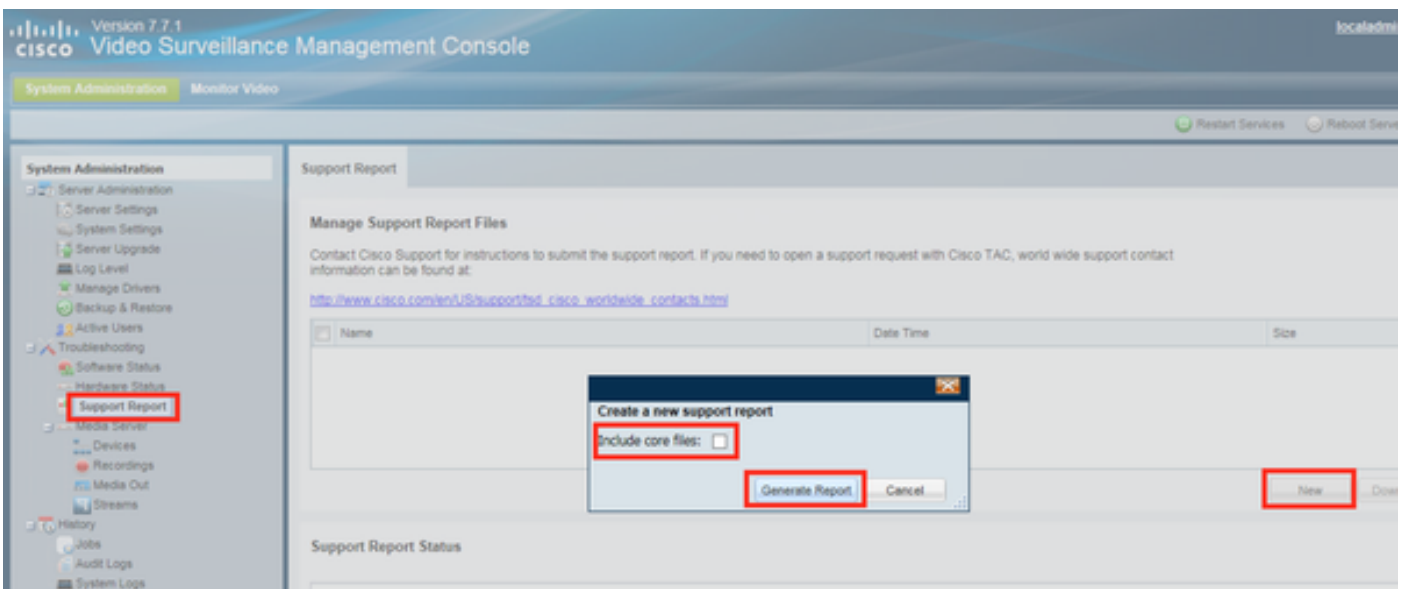 Version 7.7.1
CISCO Video Surveillance Management Console
System Administration Monitor Video
Restart Services
System Administration
Server Administration
Server Settings
System Settings
Server Upgrade
Log Level
Manage Drivers
Backup & Restore
Active Users
Troubleshooting
Software Status
Hardware Status
Support Report
Media Server
Devices
Recordings
Media Out
Streams
History
Jobs
Audit Logs
System Logs
Support Report
Manage Support Report Files
Contact Cisco Support for instructions to submit the support report. If you need to open a support request with Cisco TAC, world wide support contact
information can be found at:
http://www.cisco.com/en/US/support/tsd_cisco_worldwide_contacts.html
Name Date Time Size
Create a new support report
Include core files:
Generate Report Cancel
New
Support Report Status